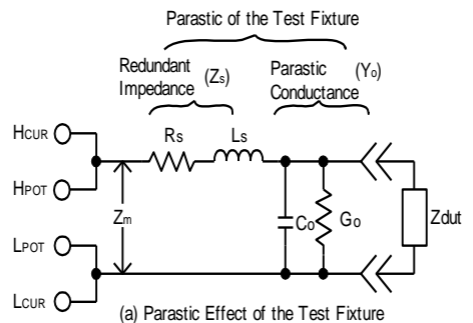 Parastic of the Test Fixture
Redundant
Impedance (Zs)
Parastic (Yo)
Conductance
HCUR
Rs
Ls
HPOT
Zm
Co
Go
Zdut
LPOT
LCUR
(a) Parastic Effect of the Test Fixture